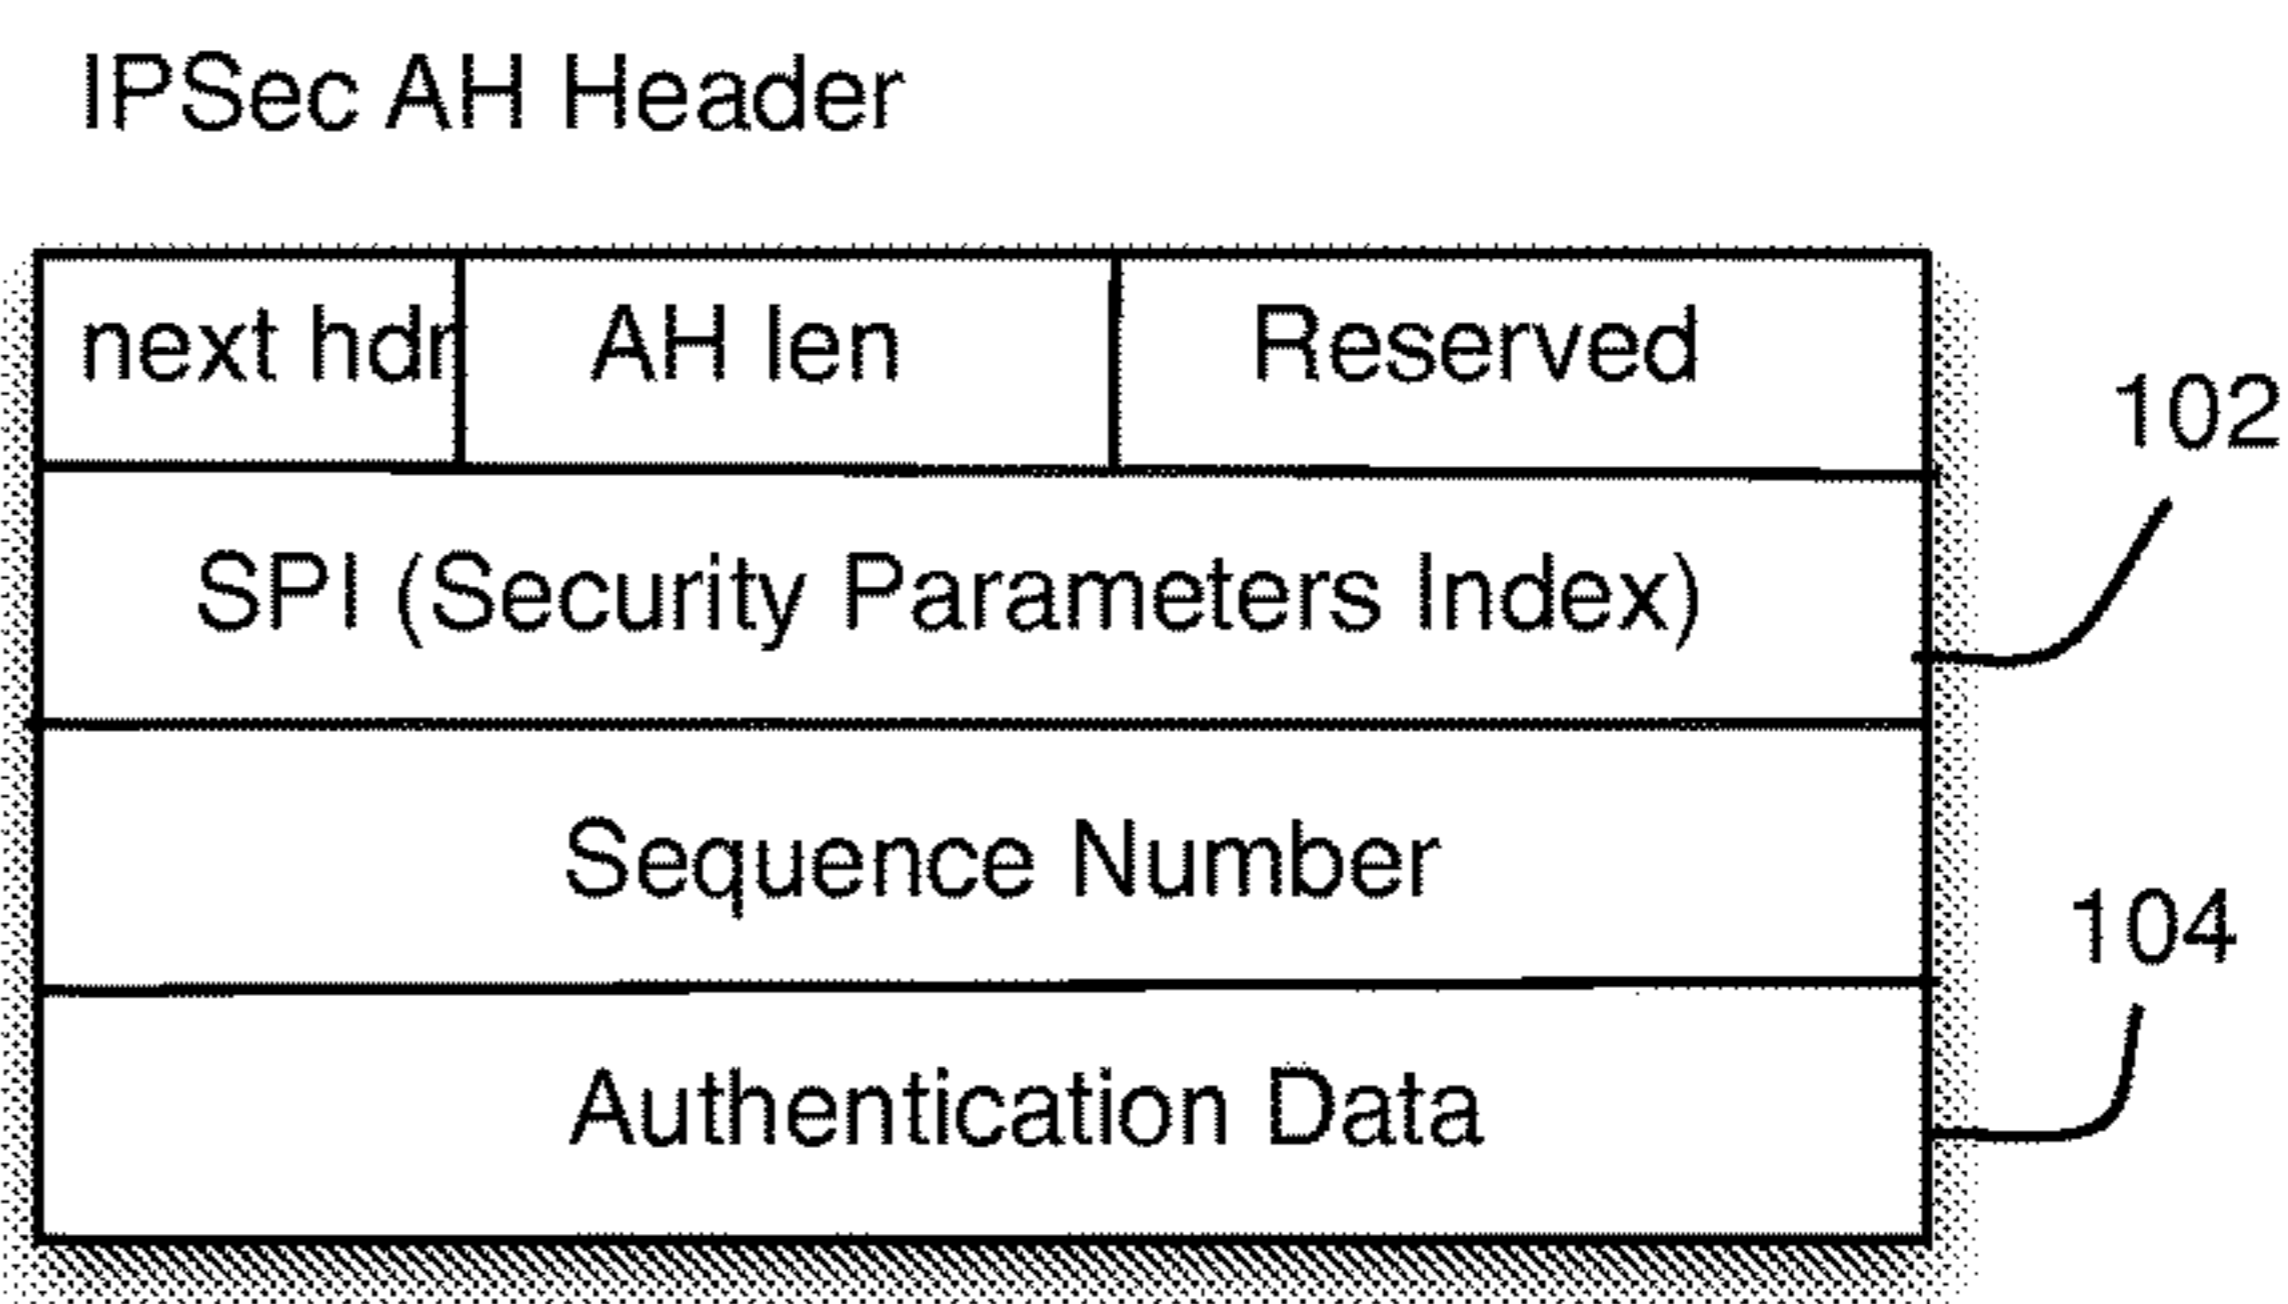 IPSec AH Header
next hdr AH len Reserved
102
SPI (Security Parameters Index)
Sequence Number
104
Authentication Data